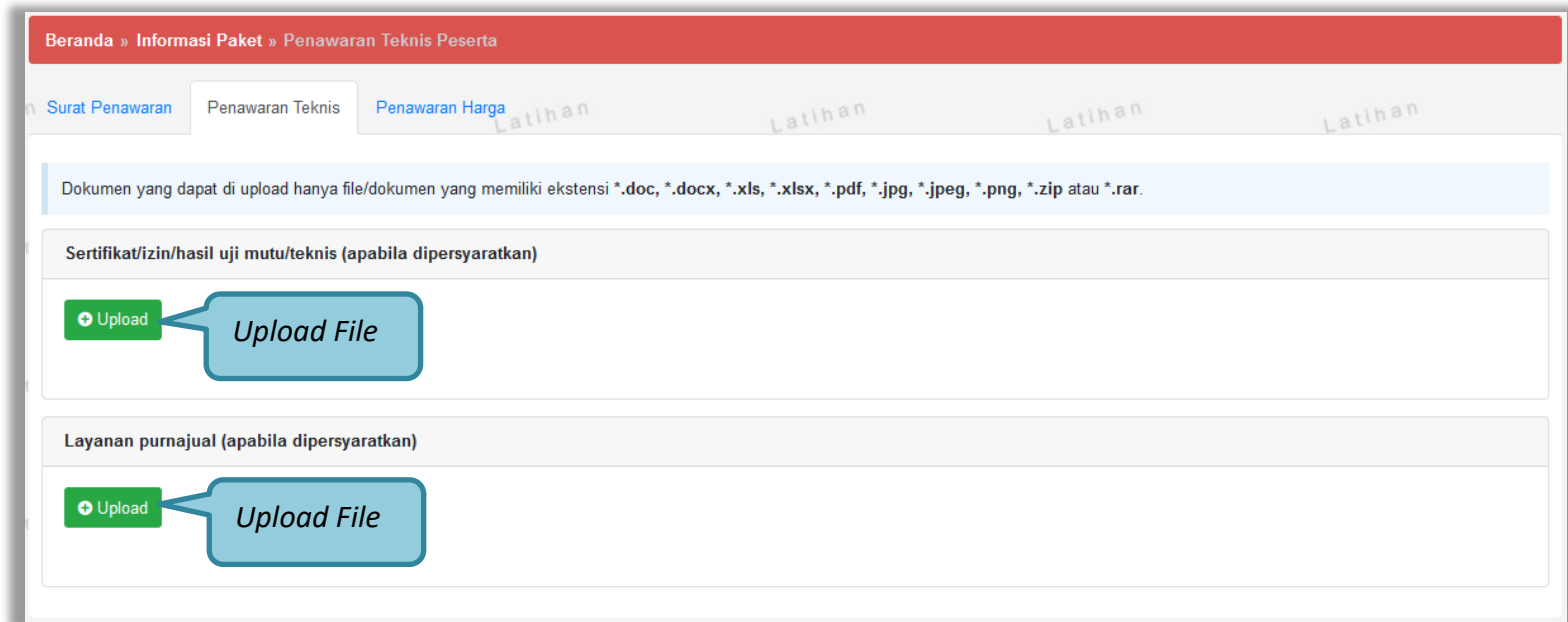 Beranda » Informasi Paket » Penawaran Teknis Peserta
Surat Penawaran Penawaran Teknis Penawaran Harga
Latihan Latihan Latihan Latihan
Dokumen yang dapat di upload hanya file/dokumen yang memiliki ekstensi *.doc, *.docx, *.xls, *.xlsx, *.pdf, *.jpg, *.jpeg, *.png, *.zip atau *.rar.
Sertifikat/izin/hasil uji mutu/teknis (apabila dipersyaratkan)
Upload
Upload File
Layanan purnajual (apabila dipersyaratkan)
Upload
Upload File